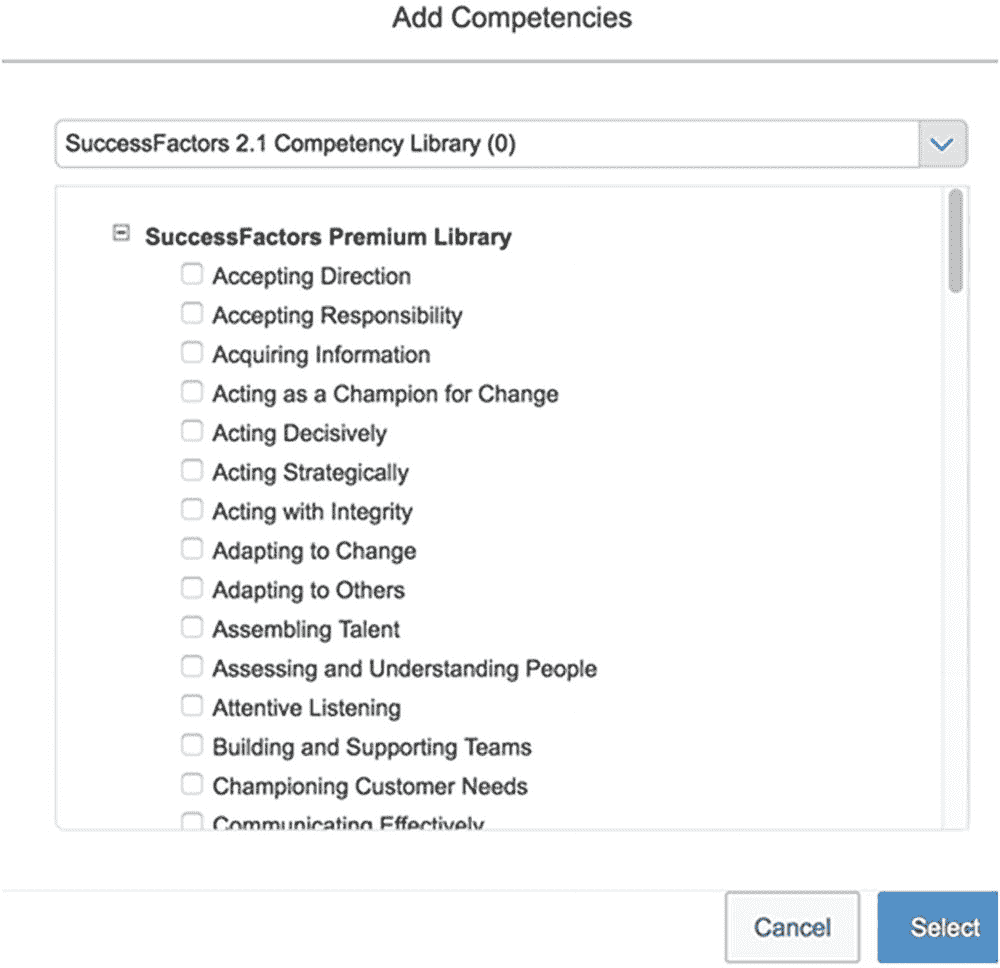 Add Competencies
SuccessFactors 2.1 Competency Library (0)
SuccessFactors Premium Library
Accepting Direction
Accepting Responsibility
Acquiring Information
Acting as a Champion for Change
Acting Decisively
Acting Strategically
Acting with Integrity
Adapting to Change
Adapting to Others
Assembling Talent
Assessing and Understanding People
Attentive Listening
Building and Supporting Teams
Championing Customer Needs
Communicating Effectively
Cancel
Select